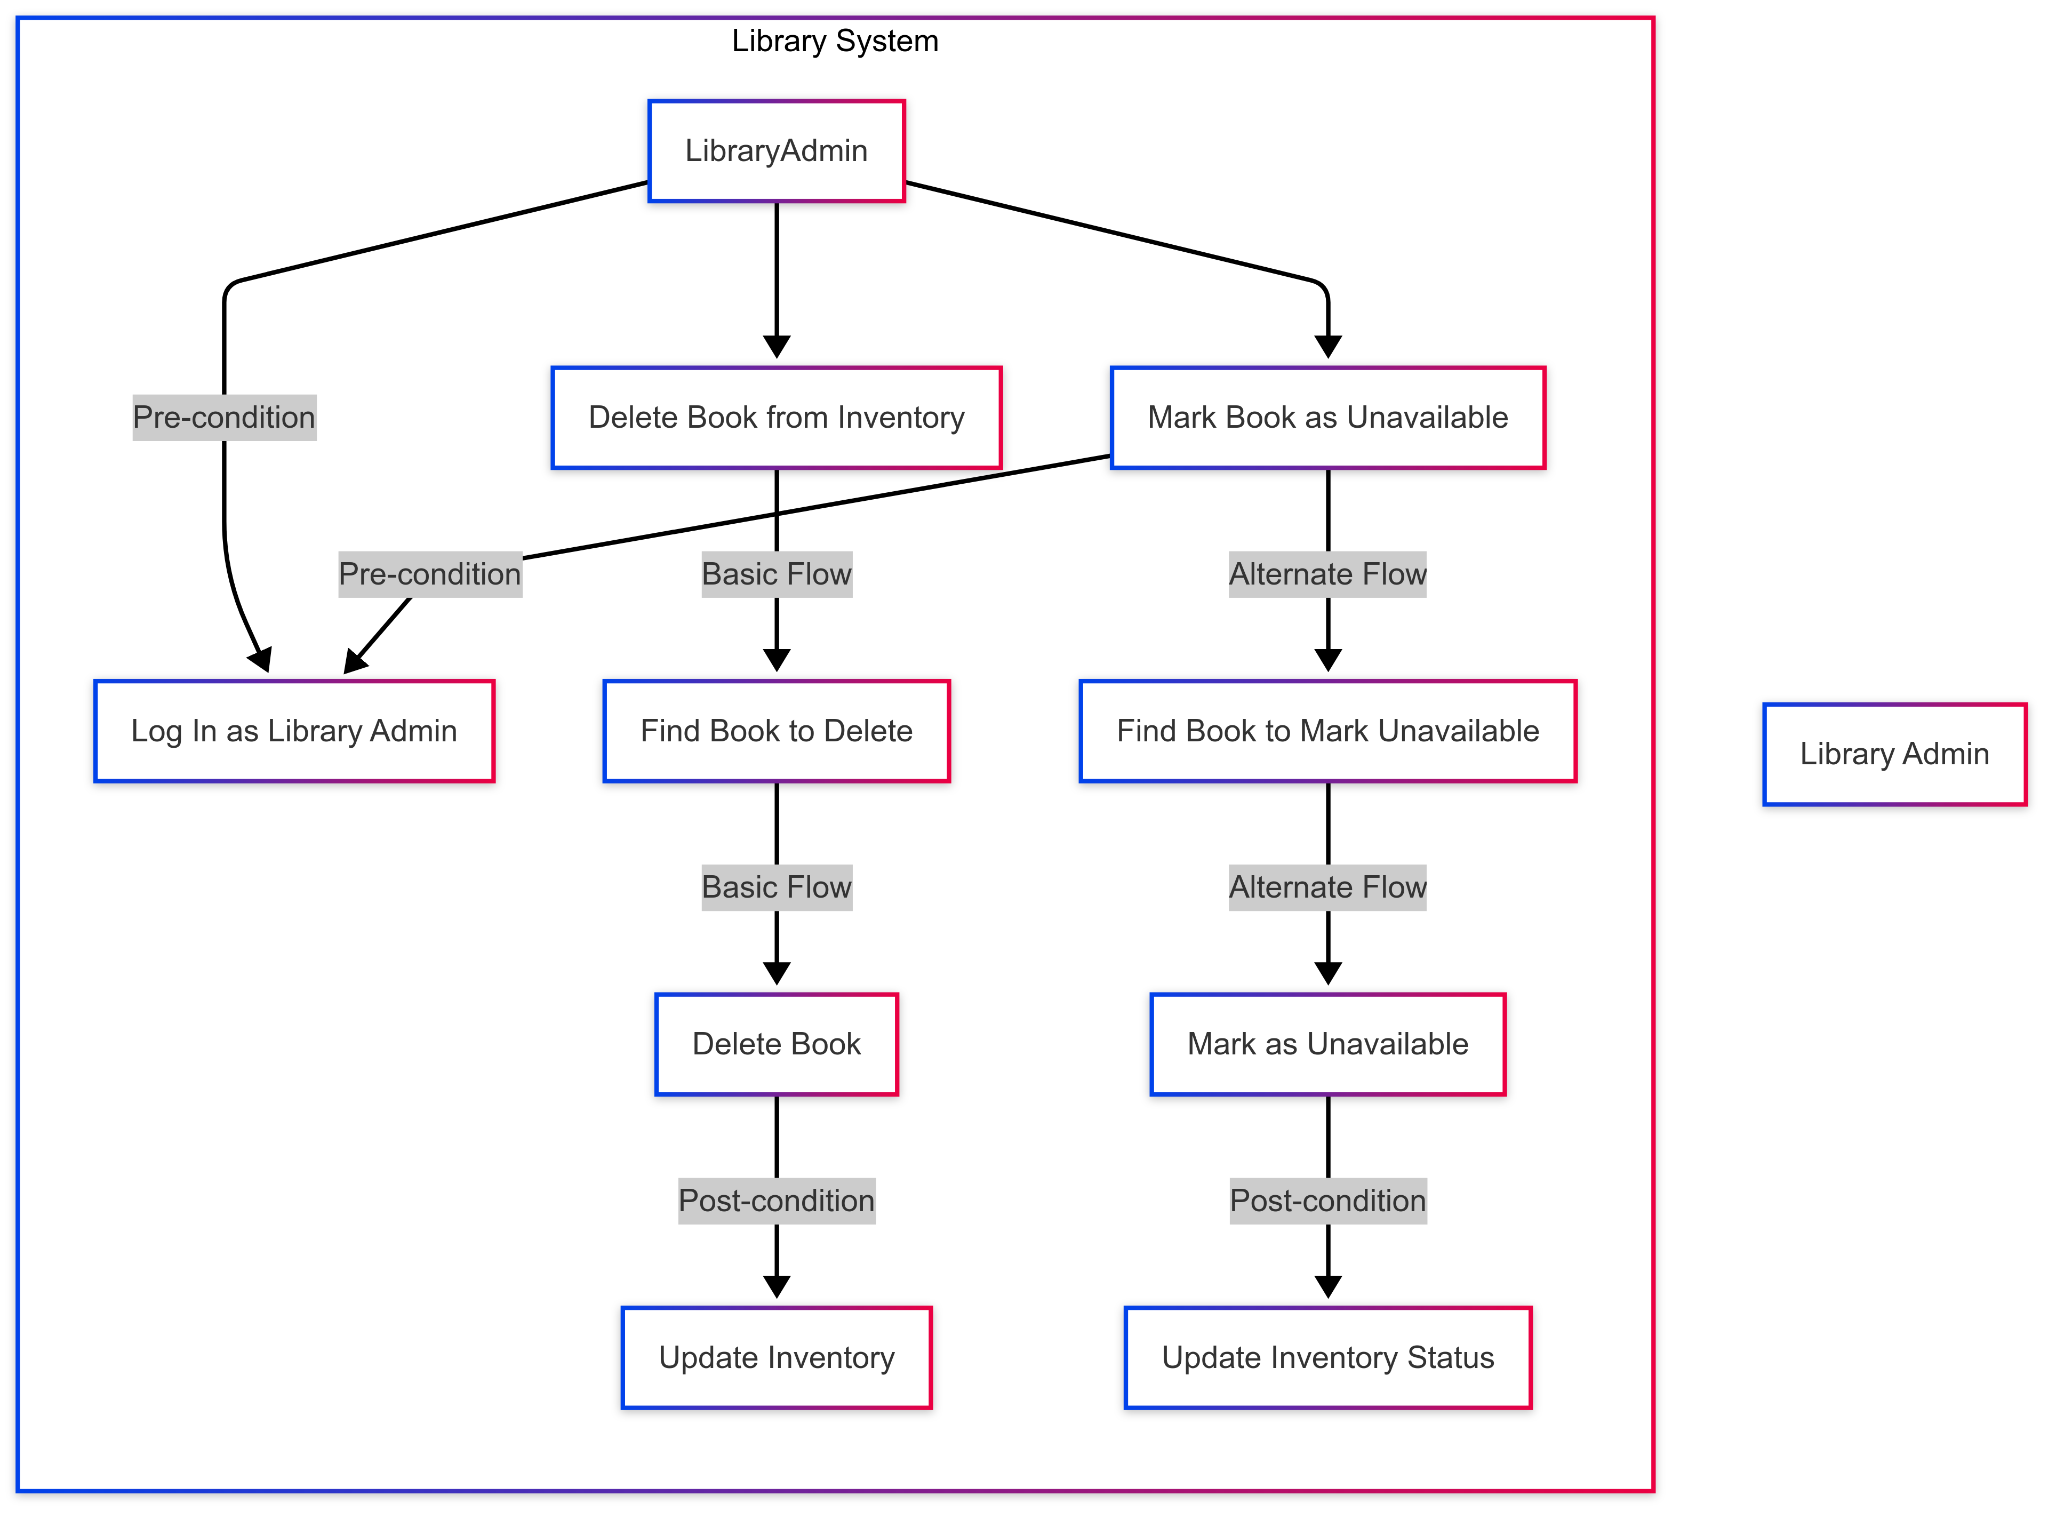 Library System
LibraryAdmin
Pre-condition
Delete Book from Inventory
Mark Book as Unavailable
Pre-condition
Basic Flow
Alternate Flow
Log In as Library Admin
Find Book to Delete
Find Book to Mark Unavailable
Library Admin
Basic Flow
Alternate Flow
Delete Book
Mark as Unavailable
Post-condition
Post-condition
Update Inventory
Update Inventory Status